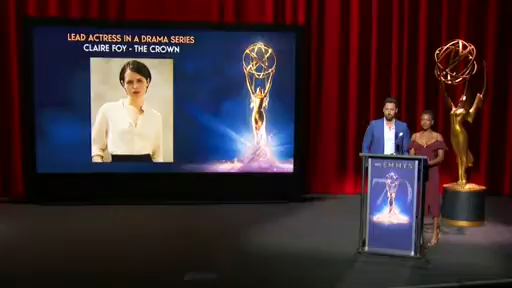 LEAD ACTRESS IN A DRAMA SERIES
CLAIRE FOY - THE CROWN
EMMYS